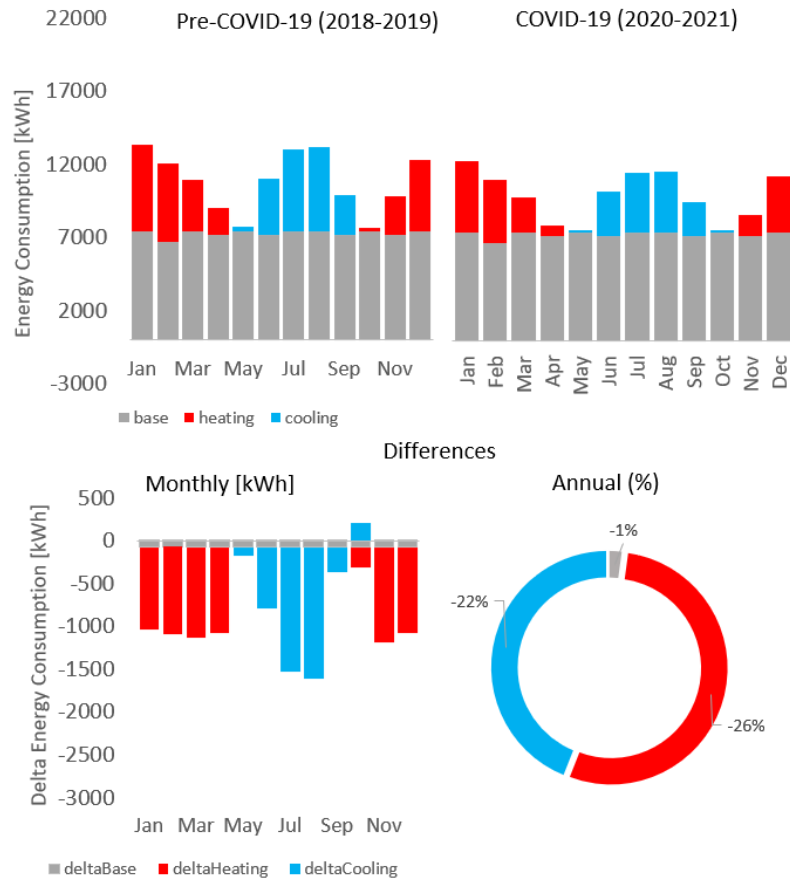 Pre-COVID-19 (2018-2019)
COVID-19 (2020-2021)
Energy Consumption [kWh]
22000
17000
12000
7000
2000
-3000
Jan Mar May Jul Sep Nov
Jan Feb Mar Apr May Jun Jul Aug Sep Oct Nov Dec
base heating cooling
Differences
Monthly [kWh]
Annual (%)
Delta Energy Consumption [kWh]
500
0
-500
-1000
-1500
-2000
-2500
-3000
Jan Mar May Jul Sep Nov
deltaBase deltaHeating deltaCooling
-1%
-22%
-26%